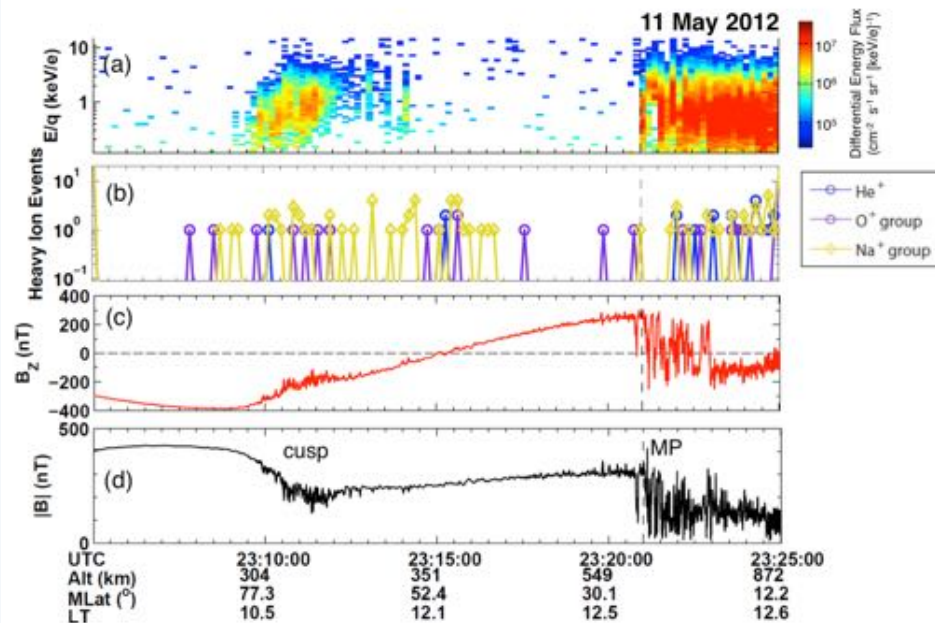 11 May 2012
(a)
E/q (keV/e)
10
1
10⁷
10⁶
10⁵
Differential Energy Flux
(cm⁻² s⁻¹ sr⁻¹ [keV/e]⁻¹)
(b)
Heavy Ion Events
10¹
10⁰
10⁻¹
He⁺
O⁺ group
Na⁺ group
(c)
B_Z (nT)
400
200
0
−200
−400
(d)
|B| (nT)
500
0
cusp
MP
UTC 23:10:00 23:15:00 23:20:00 23:25:00
Alt (km) 304 351 549 872
MLat (°) 77.3 52.4 30.1 12.2
LT 10.5 12.1 12.5 12.6